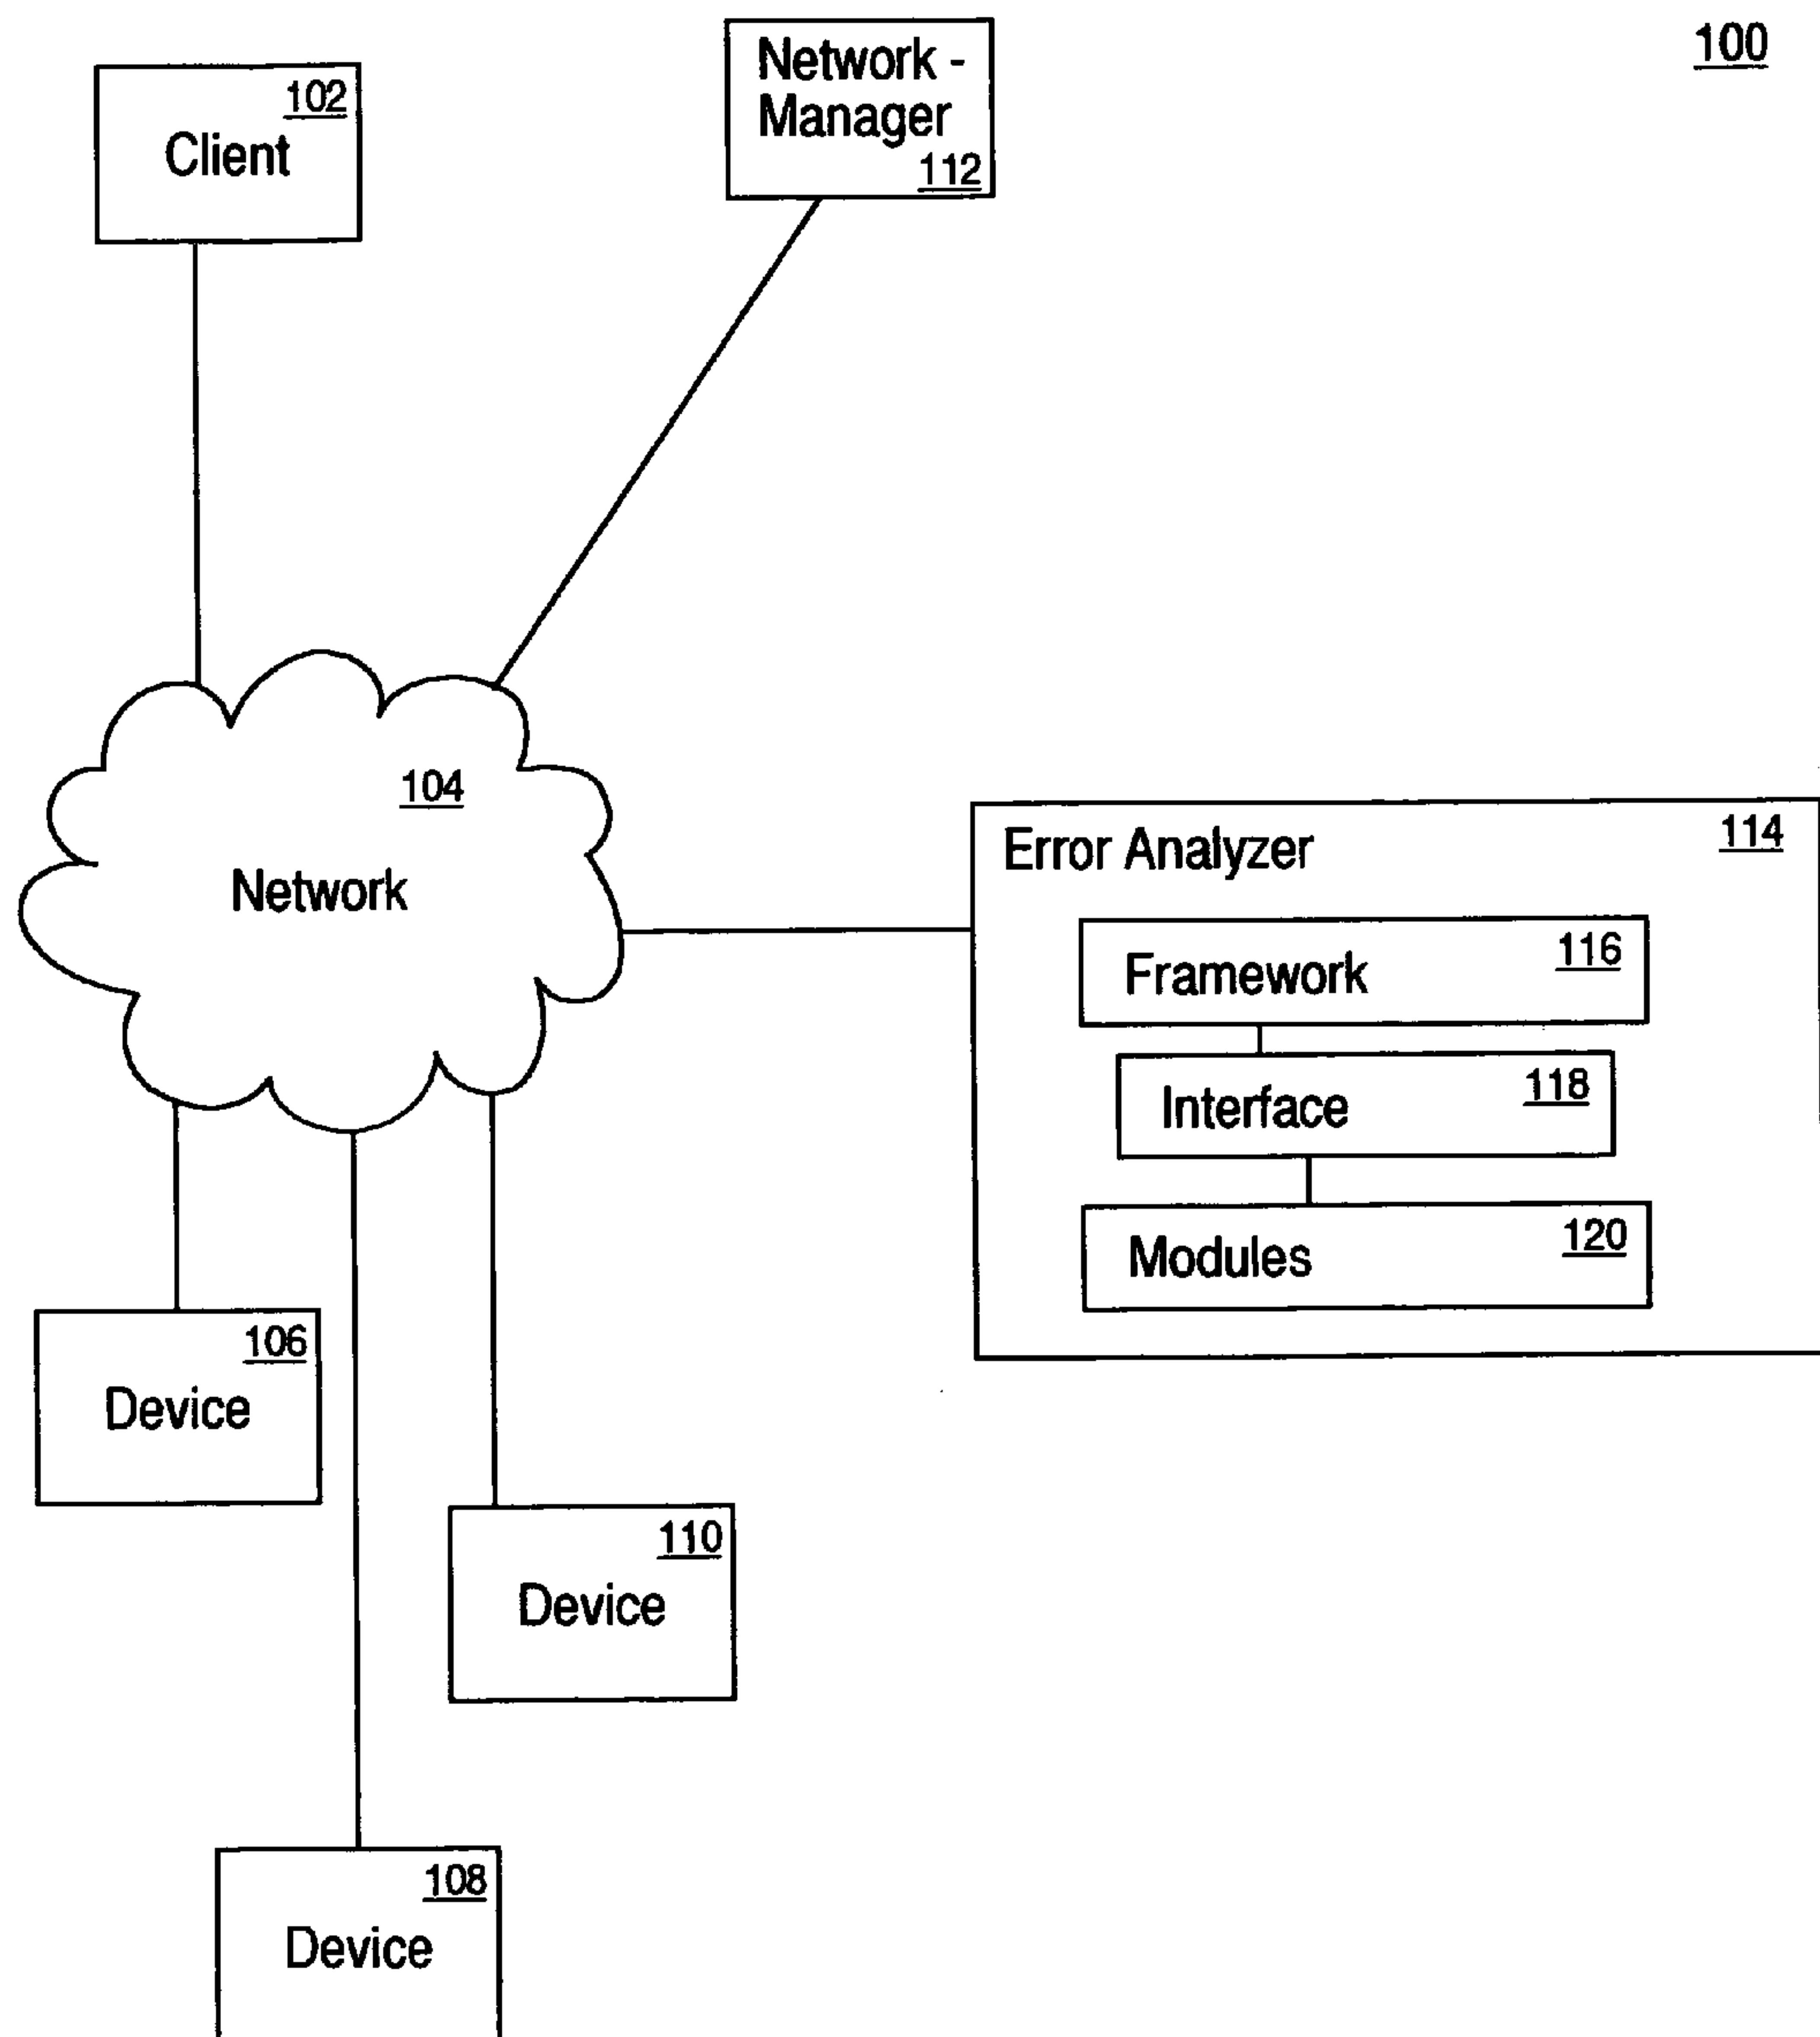 100
102
Client
Network -
Manager
112
104
Network
Error Analyzer
114
Framework
116
Interface
118
Modules
120
106
Device
110
Device
108
Device